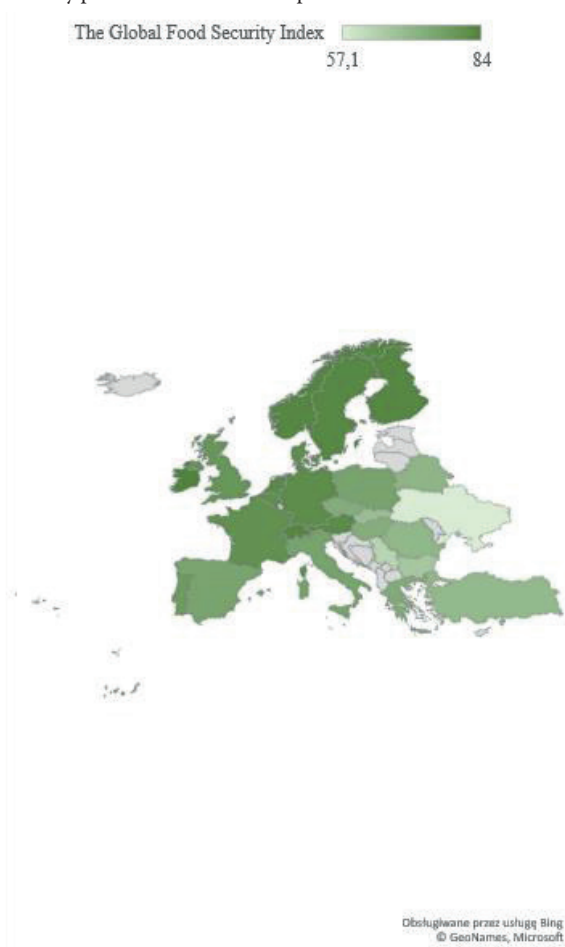 The Global Food Security Index
57,1 84
Obsługiwane przez usługę Bing
© GeoNames, Microsoft